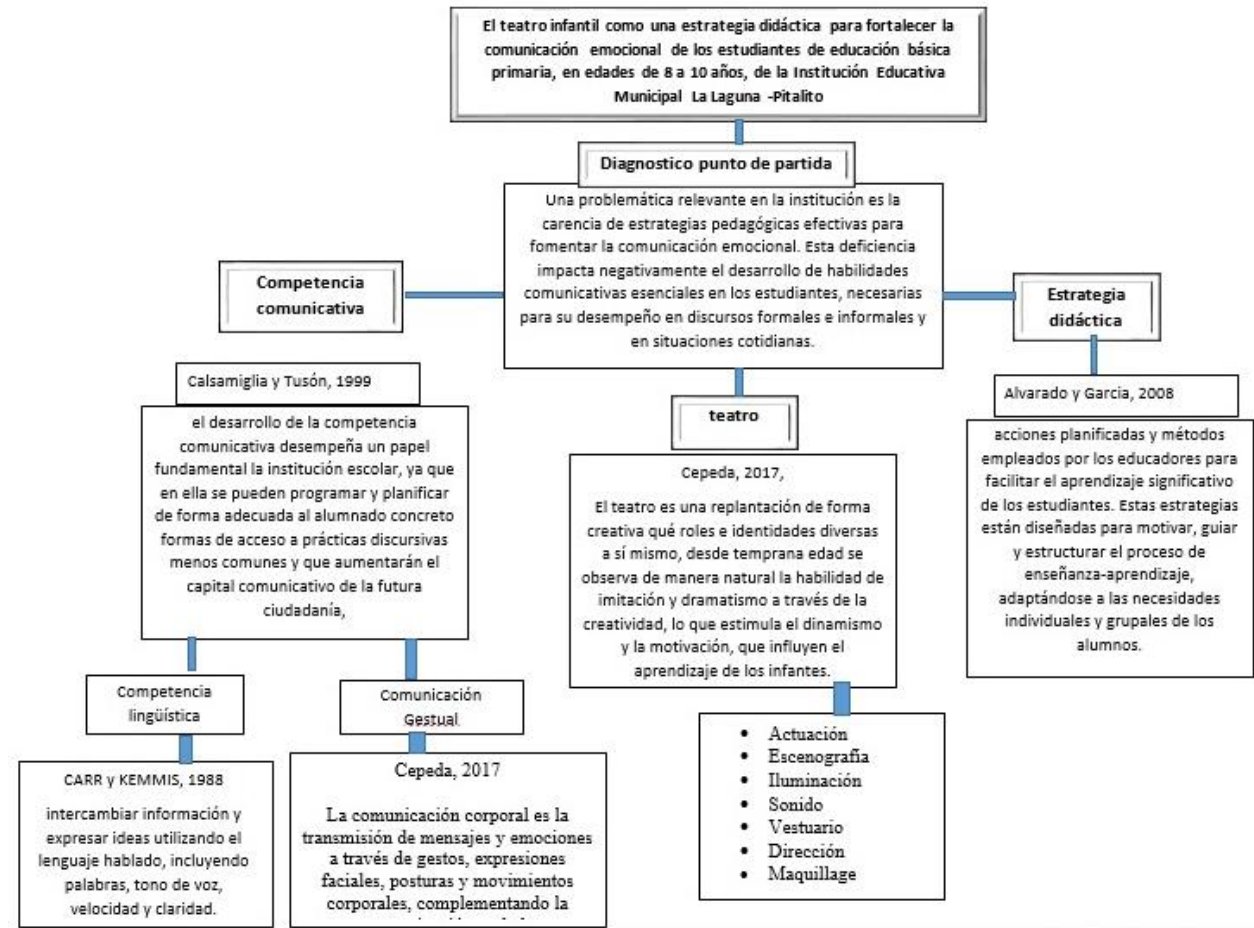 El teatro infantil como una estrategia didáctica para fortalecer la
comunicación emocional de los estudiantes de educación básica
primaria, en edades de 8 a 10 años, de la Institución Educativa
Municipal La Laguna -Pitalito
Diagnostico punto de partida
Una problemática relevante en la institución es la
carencia de estrategias pedagógicas efectivas para
fomentar la comunicación emocional. Esta deficiencia
impacta negativamente el desarrollo de habilidades
comunicativas esenciales en los estudiantes, necesarias
para su desempeño en discursos formales e informales y
en situaciones cotidianas.
Competencia
comunicativa
Calsamiglia y Tusón, 1999
el desarrollo de la competencia
comunicativa desempeña un papel
fundamental la institución escolar, ya que
en ella se pueden programar y planificar
de forma adecuada al alumnado concreto
formas de acceso a prácticas discursivas
menos comunes y que aumentarán el
capital comunicativo de la futura
ciudadanía,
Competencia
lingüística
CARR y KEMMIS, 1988
intercambiar información y
expresar ideas utilizando el
lenguaje hablado, incluyendo
palabras, tono de voz,
velocidad y claridad.
Comunicación
Gestual
Cepeda, 2017
La comunicación corporal es la
transmisión de mensajes y emociones
a través de gestos, expresiones
faciales, posturas y movimientos
corporales, complementando la
teatro
Cepeda, 2017,
El teatro es una replantación de forma
creativa qué roles e identidades diversas
a sí mismo, desde temprana edad se
observa de manera natural la habilidad de
imitación y dramatismo a través de la
creatividad, lo que estimula el dinamismo
y la motivación, que influyen el
aprendizaje de los infantes.
• Actuación
• Escenografía
• Iluminación
• Sonido
• Vestuario
• Dirección
• Maquillage
Estrategia
didáctica
Alvarado y Garcia, 2008
acciones planificadas y métodos
empleados por los educadores para
facilitar el aprendizaje significativo
de los estudiantes. Estas estrategias
están diseñadas para motivar, guiar
y estructurar el proceso de
enseñanza-aprendizaje,
adaptándose a las necesidades
individuales y grupales de los
alumnos.